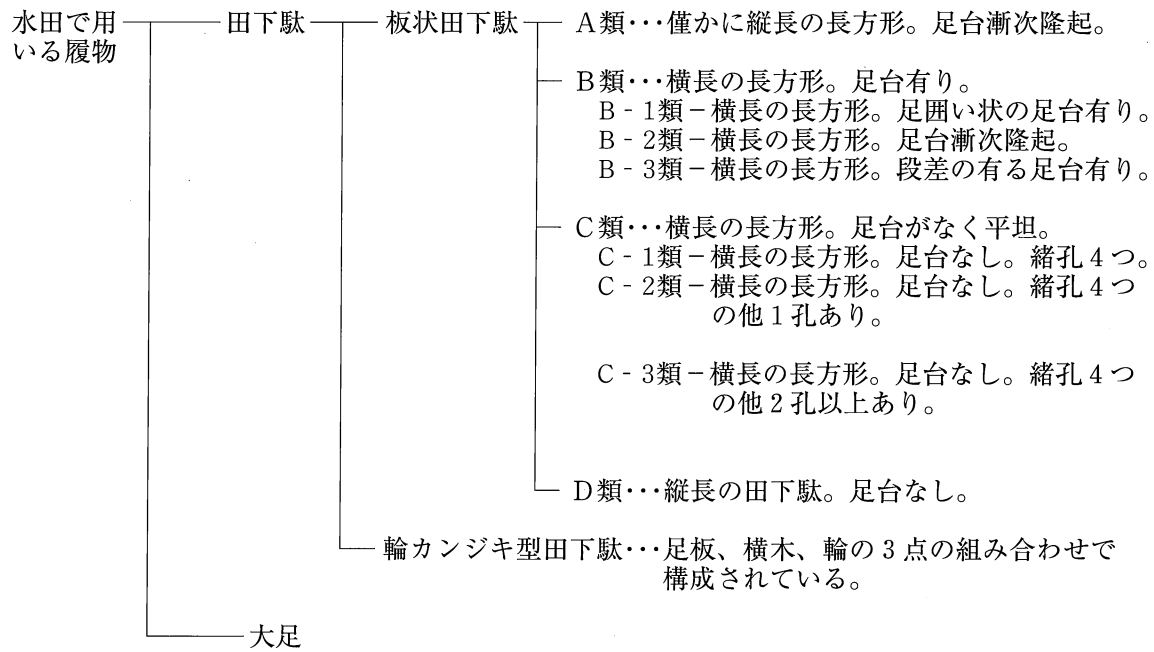 水田で用いる履物
田下駄
板状田下駄
A類･･･僅かに縦長の長方形。足台漸次隆起。
B類･･･横長の長方形。足台有り。
B-1類－横長の長方形。足囲い状の足台有り。
B-2類－横長の長方形。足台漸次隆起。
B-3類－横長の長方形。段差の有る足台有り。
C類･･･横長の長方形。足台がなく平坦。
C-1類－横長の長方形。足台なし。緒孔4つ。
C-2類－横長の長方形。足台なし。緒孔4つ
の他1孔あり。
C-3類－横長の長方形。足台なし。緒孔4つ
の他2孔以上あり。
D類･･･縦長の田下駄。足台なし。
輪カンジキ型田下駄･･･足板、横木、輪の3点の組み合わせで
構成されている。
大足